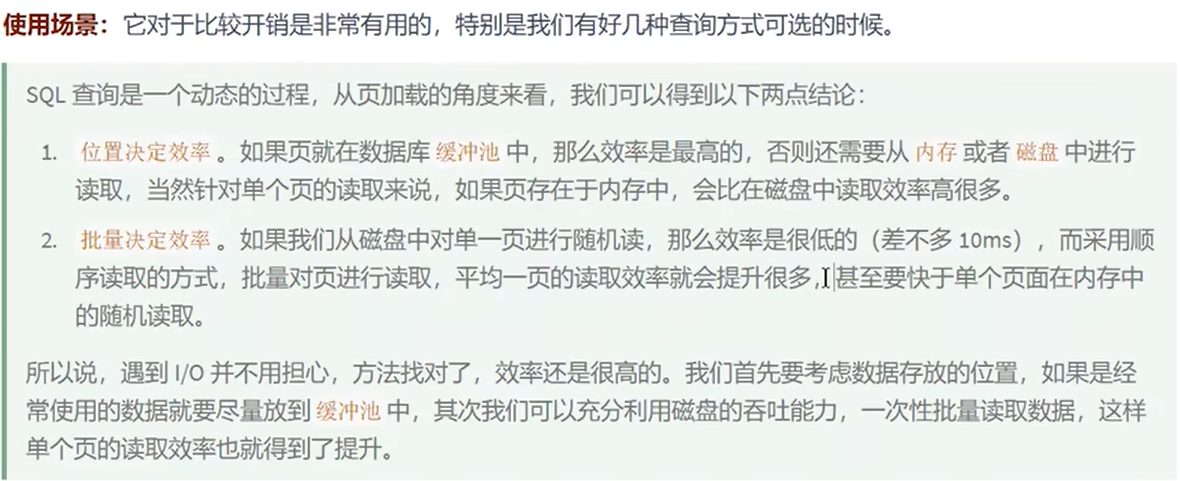 使用场景：它对于比较开销是非常有用的，特别是我们有好几种查询方式可选的时候。
SQL 查询是一个动态的过程，从页加载的角度来看，我们可以得到以下两点结论：
1. 位置决定效率。如果页就在数据库 缓冲池 中，那么效率是最高的，否则还需要从 内存 或者 磁盘 中进行
读取，当然针对单个页的读取来说，如果页存在于内存中，会比在磁盘中读取效率高很多。
2. 批量决定效率。如果我们从磁盘中对单一页进行随机读，那么效率是很低的（差不多 10ms），而采用顺
序读取的方式，批量对页进行读取，平均一页的读取效率就会提升很多，甚至要快于单个页面在内存中
的随机读取。
所以说，遇到 I/O 并不用担心，方法找对了，效率还是很高的。我们首先要考虑数据存放的位置，如果是经
常使用的数据就要尽量放到 缓冲池 中，其次我们可以充分利用磁盘的吞吐能力，一次性批量读取数据，这样
单个页的读取效率也就得到了提升。